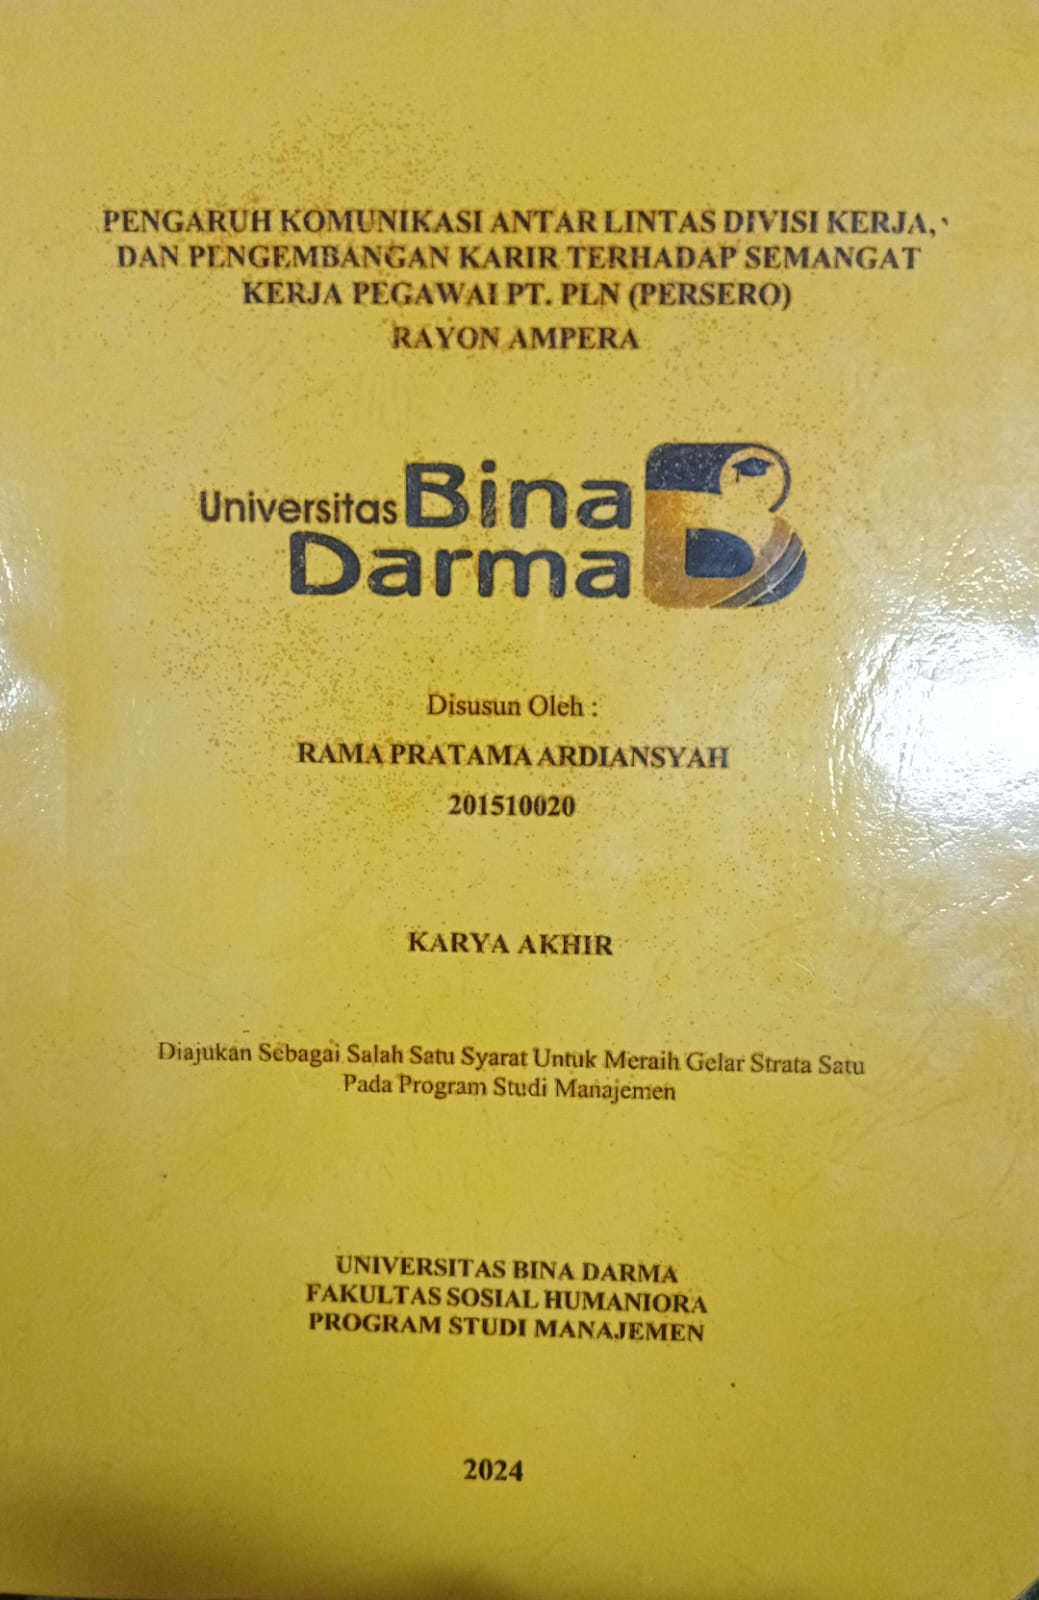 PENGARUH KOMUNIKASI ANTAR LINTAS DIVISI KERJA,
DAN PENGEMBANGAN KARIR TERHADAP SEMANGAT
KERJA PEGAWAI PT. PLN (PERSERO)
RAYON AMPERA
Universitas Bina
Darma
Disusun Oleh :
RAMA PRATAMA ARDIANSYAH
201510020
KARYA AKHIR
Diajukan Sebagai Salah Satu Syarat Untuk Meraih Gelar Strata Satu
Pada Program Studi Manajemen
UNIVERSITAS BINA DARMA
FAKULTAS SOSIAL HUMANIORA
PROGRAM STUDI MANAJEMEN
2024